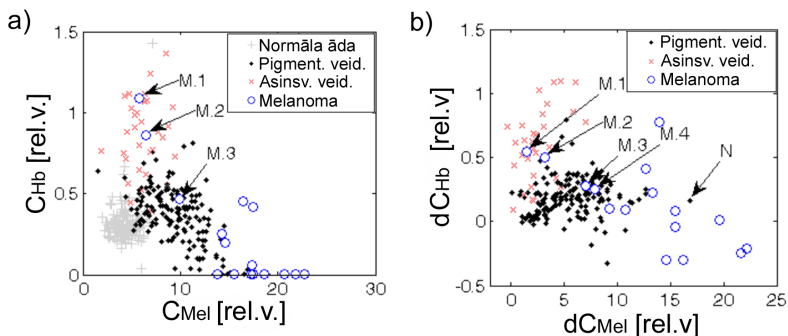 a)
1.5
1
0.5
0
0
10
20
30
CHb [rel.v.]
CMel [rel.v.]
Normāla āda
Pigment. veid.
Asinsv. veid.
Melanoma
M.1
M.2
M.3
b)
1.5
1
0.5
0
-0.5
0
5
10
15
20
25
dCHb [rel.v.]
dCMel [rel.v]
Pigment. veid.
Asinsv. veid.
Melanoma
M.1
M.2
M.3
M.4
N